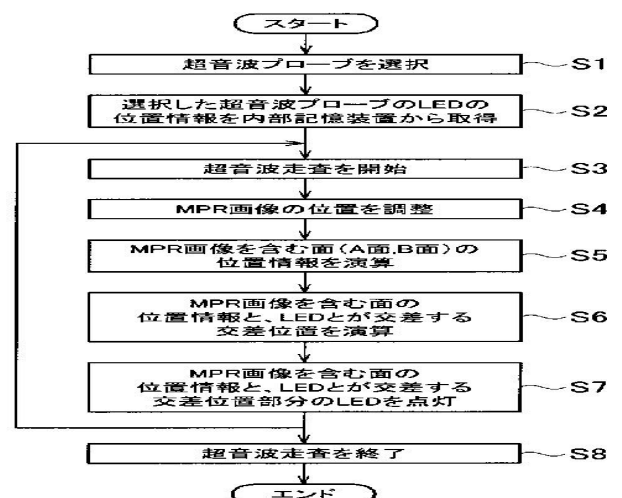 スタート
超音波プローブを選択 S1
選択した超音波プローブのLEDの
位置情報を内部記憶装置から取得 S2
超音波走査を開始 S3
MPR画像の位置を調整 S4
MPR画像を含む面(A面,B面)の
位置情報を演算 S5
MPR画像を含む面の
位置情報と、LEDとが交差する
交差位置を演算 S6
MPR画像を含む面の
位置情報と、LEDとが交差する
交差位置部分のLEDを点灯 S7
超音波走査を終了 S8
エンド